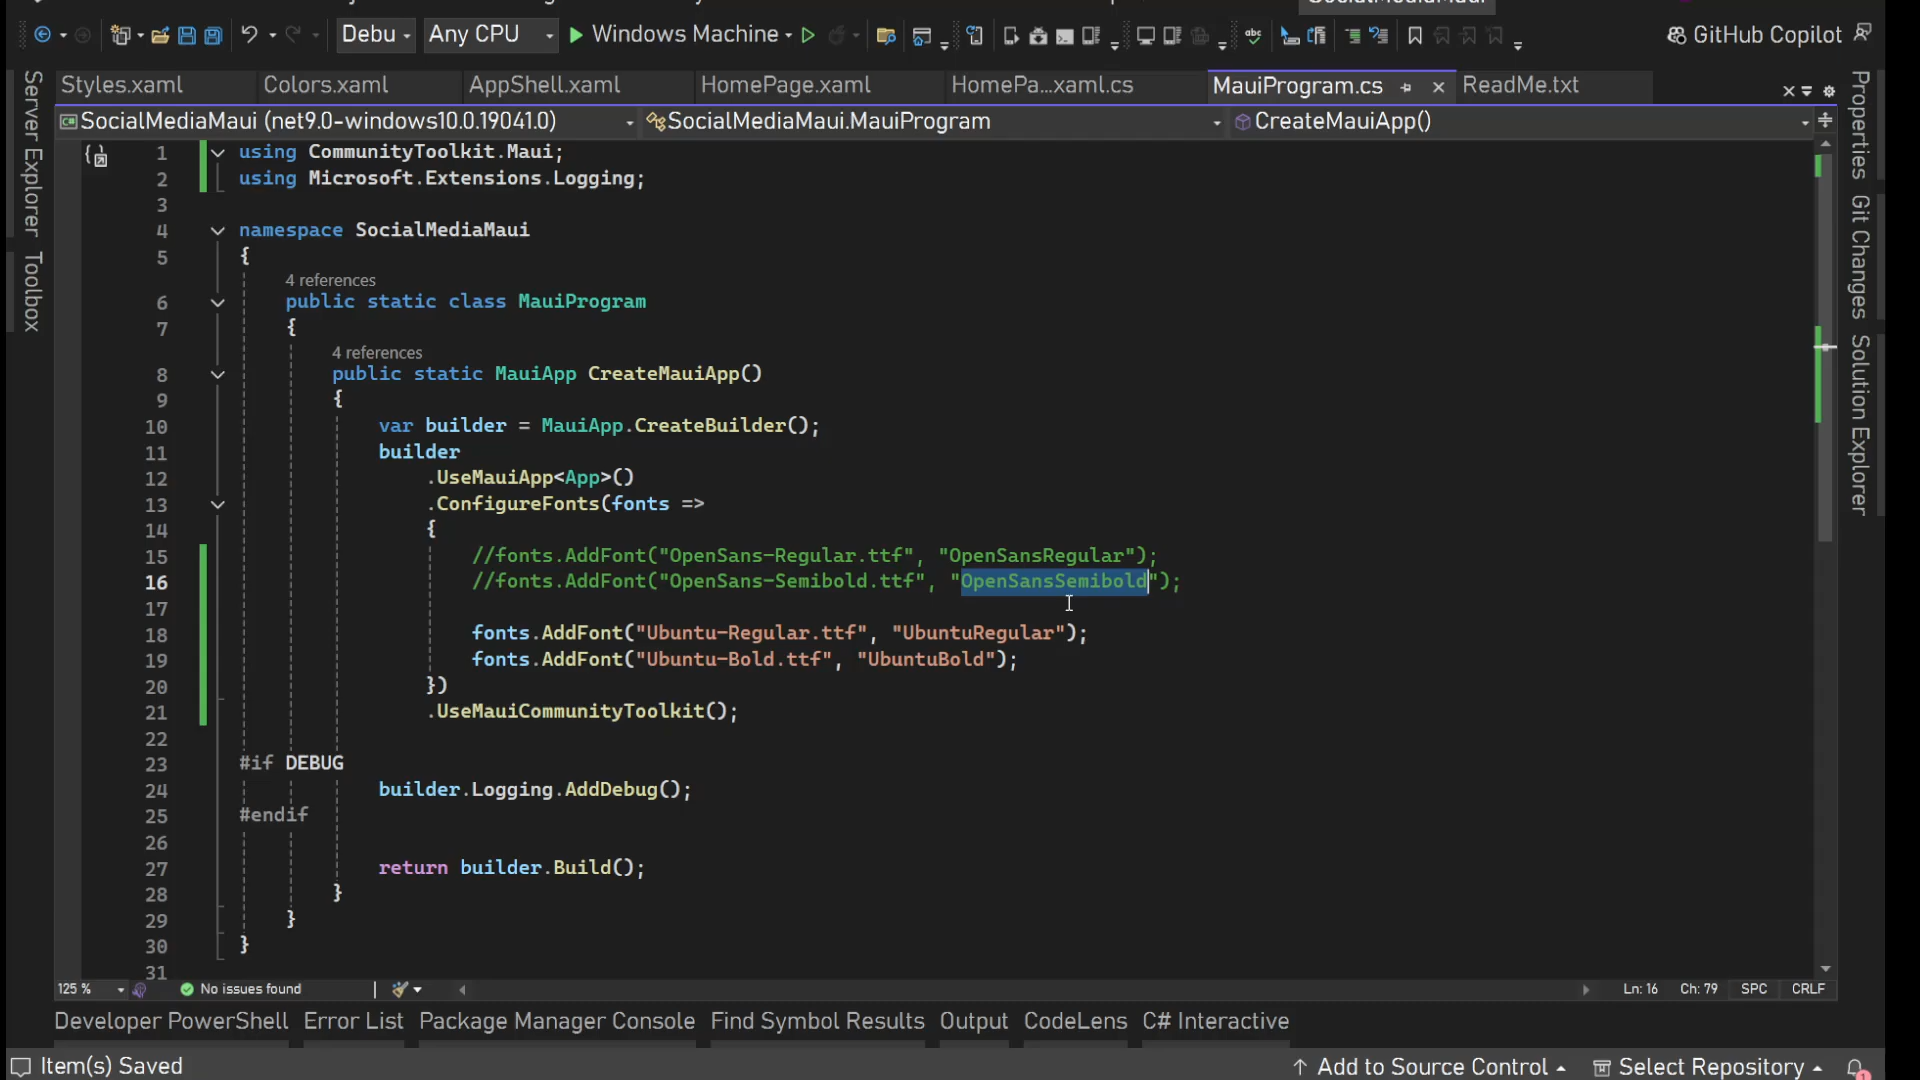 Debu
Any CPU
Windows Machine
GitHub Copilot
Styles.xaml
Colors.xaml
AppShell.xaml
HomePage.xaml
HomePa...xaml.cs
MauiProgram.cs
ReadMe.txt
SocialMediaMaui (net9.0-windows10.0.19041.0)
SocialMediaMaui.MauiProgram
CreateMauiApp()
Server Explorer
Toolbox
Properties
Git Changes
Solution Explorer
1 using CommunityToolkit.Maui;
2 using Microsoft.Extensions.Logging;
3
4 namespace SocialMediaMaui
5 {
4 references
6 public static class MauiProgram
7 {
4 references
8 public static MauiApp CreateMauiApp()
9 {
10 var builder = MauiApp.CreateBuilder();
11 builder
12 .UseMauiApp<App>()
13 .ConfigureFonts(fonts =>
14 {
15 //fonts.AddFont("OpenSans-Regular.ttf", "OpenSansRegular");
16 //fonts.AddFont("OpenSans-Semibold.ttf", "OpenSansSemibold");
17
18 fonts.AddFont("Ubuntu-Regular.ttf", "UbuntuRegular");
19 fonts.AddFont("Ubuntu-Bold.ttf", "UbuntuBold");
20 })
21 .UseMauiCommunityToolkit();
22
23 #if DEBUG
24 builder.Logging.AddDebug();
25 #endif
26
27 return builder.Build();
28 }
29 }
30 }
31
125 %
No issues found
Ln: 16
Ch: 79
SPC
CRLF
Developer PowerShell
Error List
Package Manager Console
Find Symbol Results
Output
CodeLens
C# Interactive
Item(s) Saved
Add to Source Control
Select Repository
1